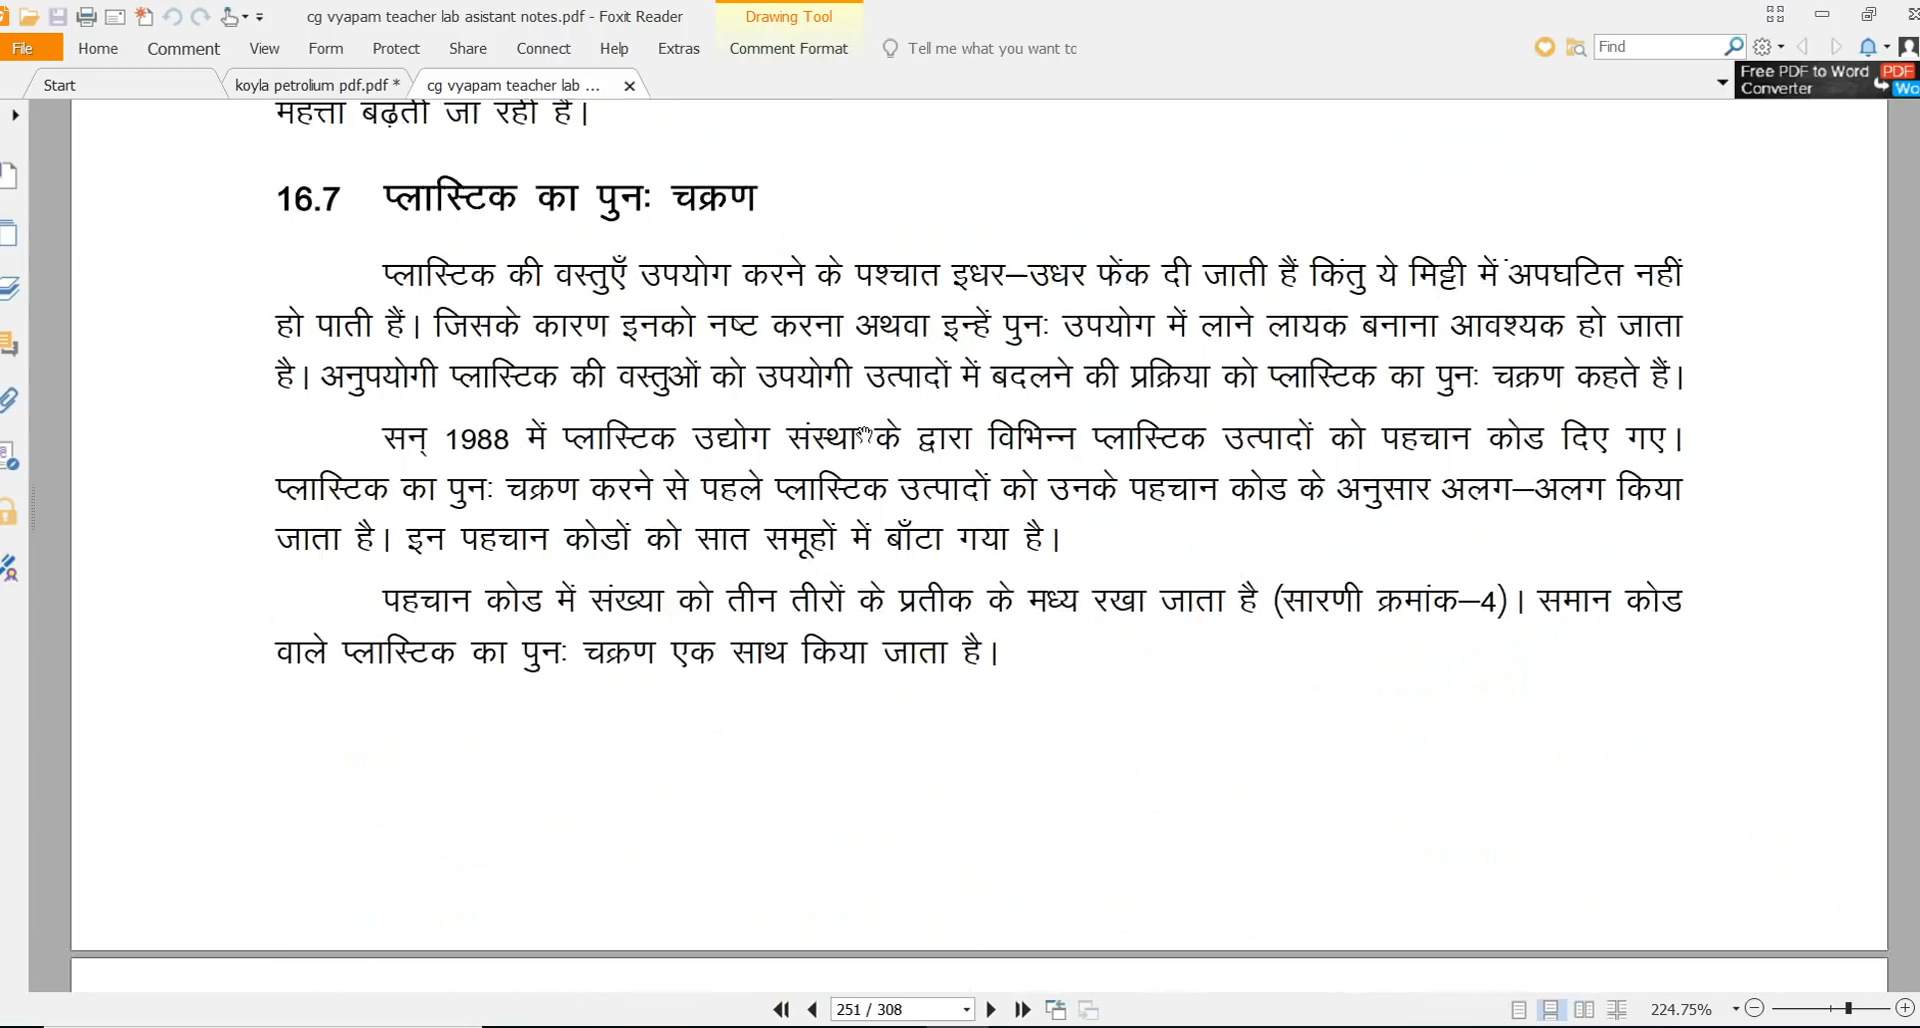 cg vyapam teacher lab asistant notes.pdf - Foxit Reader
Drawing Tool
File Home Comment View Form Protect Share Connect Help Extras Comment Format Tell me what you want to
Find
Start
koyla petrolium pdf.pdf *
cg vyapam teacher lab ...
Free PDF to Word
Converter
PDF
Wo
महत्ता बढ़ती जा रही है।
16.7 प्लास्टिक का पुनः चक्रण
प्लास्टिक की वस्तुएँ उपयोग करने के पश्चात इधर–उधर फेंक दी जाती हैं किंतु ये मिट्टी में अपघटित नहीं
हो पाती हैं। जिसके कारण इनको नष्ट करना अथवा इन्हें पुनः उपयोग में लाने लायक बनाना आवश्यक हो जाता
है। अनुपयोगी प्लास्टिक की वस्तुओं को उपयोगी उत्पादों में बदलने की प्रक्रिया को प्लास्टिक का पुनः चक्रण कहते हैं।
सन् 1988 में प्लास्टिक उद्योग संस्था के द्वारा विभिन्न प्लास्टिक उत्पादों को पहचान कोड दिए गए।
प्लास्टिक का पुनः चक्रण करने से पहले प्लास्टिक उत्पादों को उनके पहचान कोड के अनुसार अलग–अलग किया
जाता है। इन पहचान कोडों को सात समूहों में बाँटा गया है।
पहचान कोड में संख्या को तीन तीरों के प्रतीक के मध्य रखा जाता है (सारणी क्रमांक–4)। समान कोड
वाले प्लास्टिक का पुनः चक्रण एक साथ किया जाता है।
251 / 308
224.75%